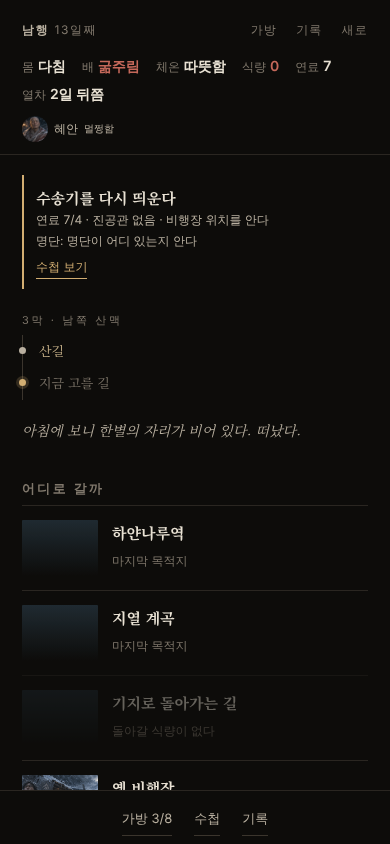 남행 13일째 가방 기록 새로
몸 다침 배 굶주림 체온 따뜻함 식량 0 연료 7
열차 2일 뒤쯤
혜안 멀쩡함
수송기를 다시 띄운다
연료 7/4 · 진공관 없음 · 비행장 위치를 안다
명단: 명단이 어디 있는지 안다
수첩 보기
3막 · 남쪽 산맥
산길
지금 고를 길
아침에 보니 한별의 자리가 비어 있다. 떠났다.
어디로 갈까
하얀나루역
마지막 목적지
지열 계곡
마지막 목적지
기지로 돌아가는 길
돌아갈 식량이 없다
옛 비행장
가방 3/8 수첩 기록